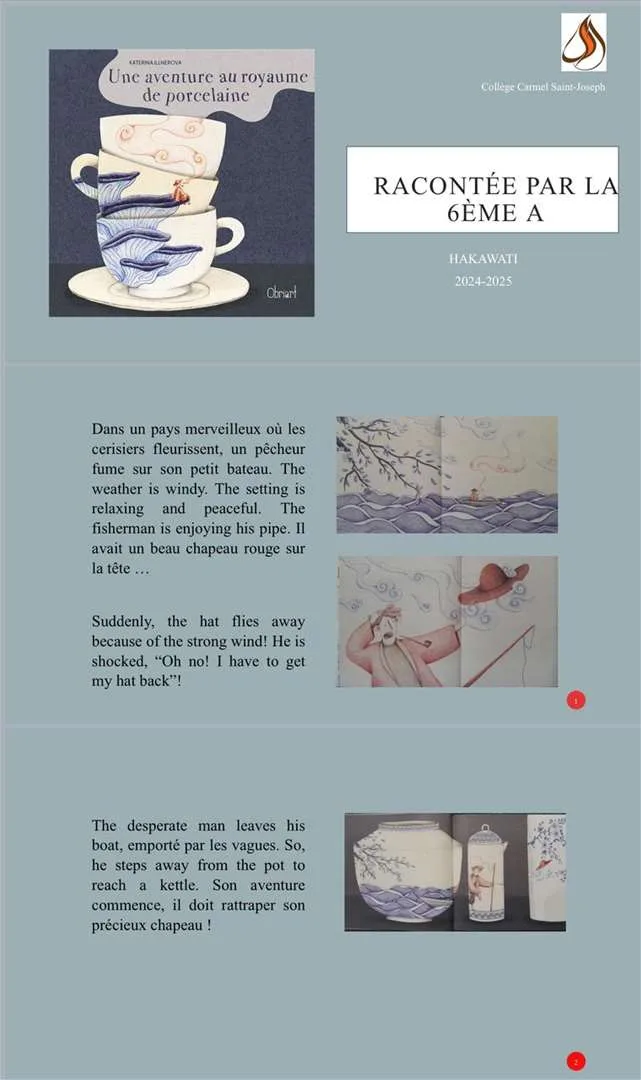 Collège Carmel Saint-Joseph
KATERINA ILLNEROVA
Une aventure au royaume
de porcelaine
Obriart
RACONTÉE PAR LA
6ÈME A
HAKAWATI
2024-2025
Dans un pays merveilleux où les
cerisiers fleurissent, un pêcheur
fume sur son petit bateau. The
weather is windy. The setting is
relaxing and peaceful. The
fisherman is enjoying his pipe. Il
avait un beau chapeau rouge sur
la tête …
Suddenly, the hat flies away
because of the strong wind! He is
shocked, “Oh no! I have to get
my hat back”!
1
The desperate man leaves his
boat, emporté par les vagues. So,
he steps away from the pot to
reach a kettle. Son aventure
commence, il doit rattraper son
précieux chapeau !
2